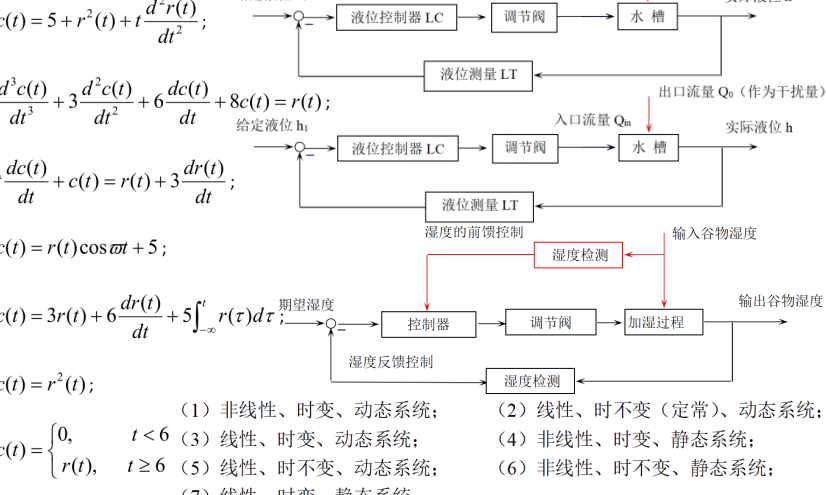 c(t) = 5 + r²(t) + t d²r(t)/dt² ;
液位控制器 LC
调节阀
水 槽
液位测量 LT
d³c(t)/dt³ + 3 d²c(t)/dt² + 6 dc(t)/dt + 8c(t) = r(t) ;
出口流量 Q₀（作为干扰量）
给定液位 h₁
入口流量 Qin
实际液位 h
液位控制器 LC
调节阀
水 槽
液位测量 LT
dc(t)/dt + c(t) = r(t) + 3 dr(t)/dt ;
湿度的前馈控制
输入谷物湿度
湿度检测
c(t) = r(t)cosϖt + 5 ;
期望湿度
输出谷物湿度
c(t) = 3r(t) + 6 dr(t)/dt + 5∫_{-∞}^{t} r(τ)dτ ;
控制器
调节阀
加湿过程
湿度反馈控制
湿度检测
c(t) = r²(t) ;
（1）非线性、时变、动态系统；（2）线性、时不变（定常）、动态系统；
c(t) = { 0, t < 6
r(t), t ≥ 6
（3）线性、时变、动态系统；（4）非线性、时变、静态系统；
（5）线性、时不变、动态系统；（6）非线性、时不变、静态系统；